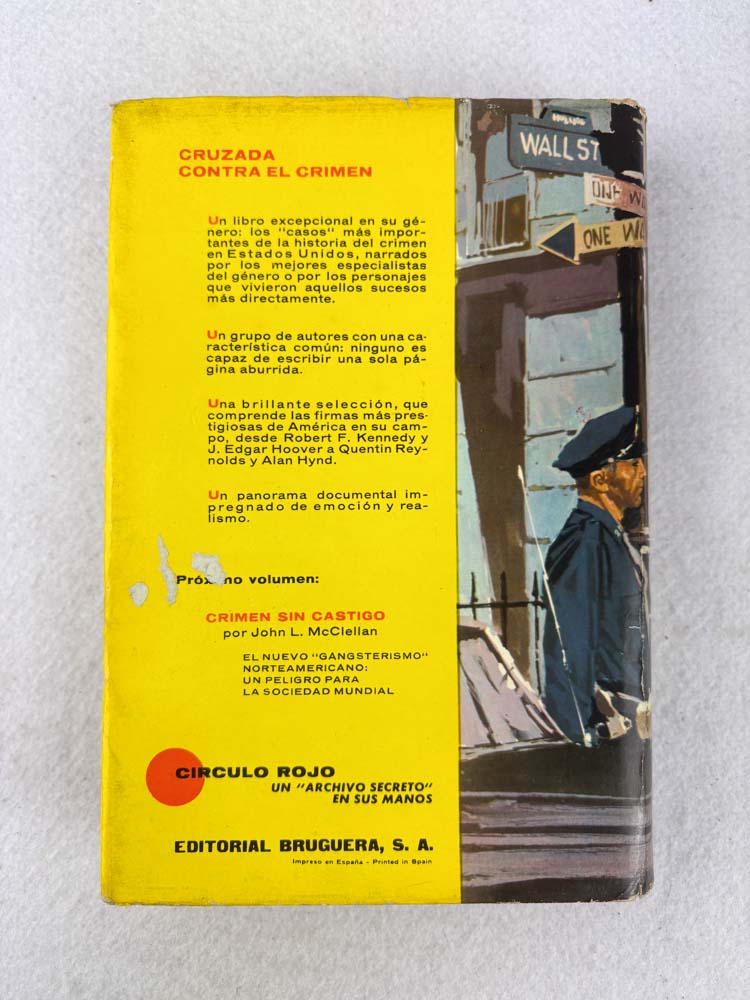 CRUZADA
CONTRA EL CRIMEN
Un libro excepcional en su gé-
nero: los "casos" más impor-
tantes de la historia del crimen
en Estados Unidos, narrados
por los mejores especialistas
del género o por los personajes
que vivieron aquellos sucesos
más directamente.
Un grupo de autores con una ca-
racterística común: ninguno es
capaz de escribir una sola pá-
gina aburrida.
Una brillante selección, que
comprende las firmas más pres-
tigiosas de América en su cam-
po, desde Robert F. Kennedy y
J. Edgar Hoover a Quentin Rey-
nolds y Alan Hynd.
Un panorama documental im-
pregnado de emoción y rea-
lismo.
volumen:
CRIMEN SIN CASTIGO
por John L. McClellan
EL NUEVO "GANGSTERISMO"
NORTEAMERICANO:
UN PELIGRO PARA
LA SOCIEDAD MUNDIAL
CIRCULO ROJO
UN "ARCHIVO SECRETO"
EN SUS MANOS
EDITORIAL BRUGUERA, S. A.
Impreso en España - Printed in Spain
WALL ST
ONE W
ONE WA